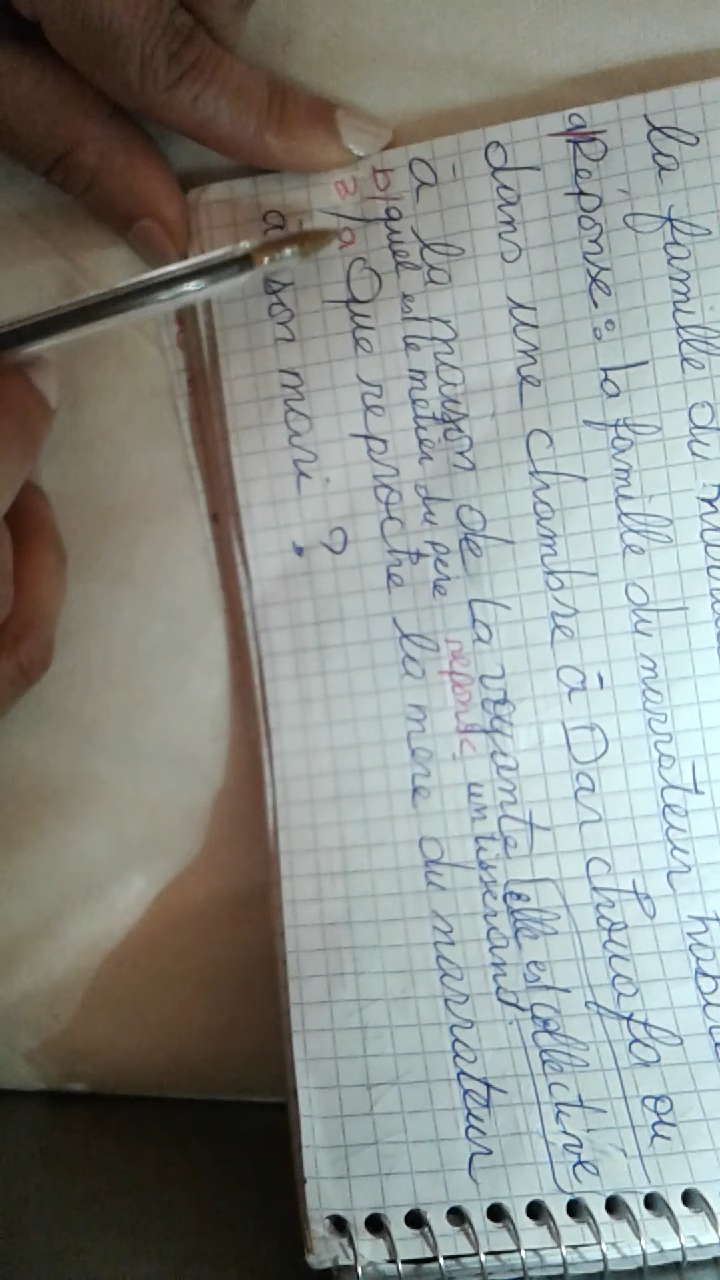 la famille du
a) Réponse : la famille du narrateur habite
dans une chambre à Dar chouafa ou
à la maison de la voyante elle est collective
b) quel est le métier du père réponse: un tisserand.
2/a Que reproche la mère du narrateur
à son mari ?